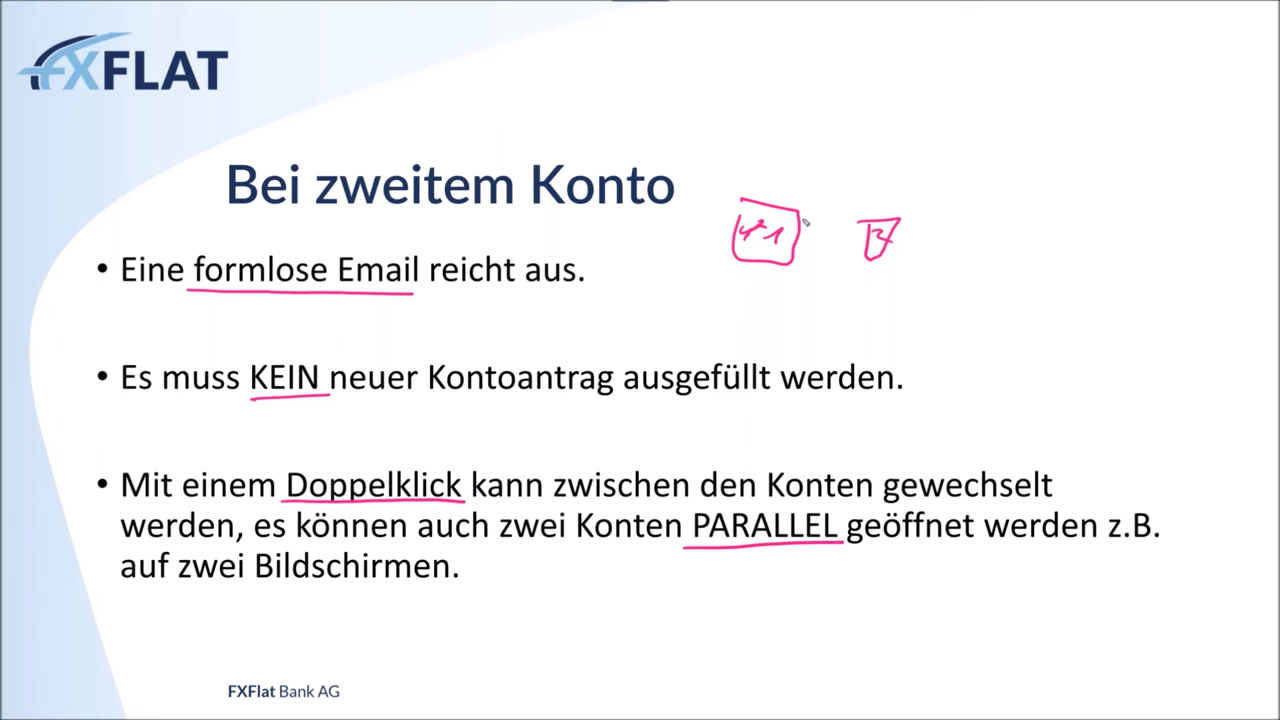 FXFLAT
Bei zweitem Konto
• Eine formlose Email reicht aus.
• Es muss KEIN neuer Kontoantrag ausgefüllt werden.
• Mit einem Doppelklick kann zwischen den Konten gewechselt
werden, es können auch zwei Konten PARALLEL geöffnet werden z.B.
auf zwei Bildschirmen.
FXFlat Bank AG